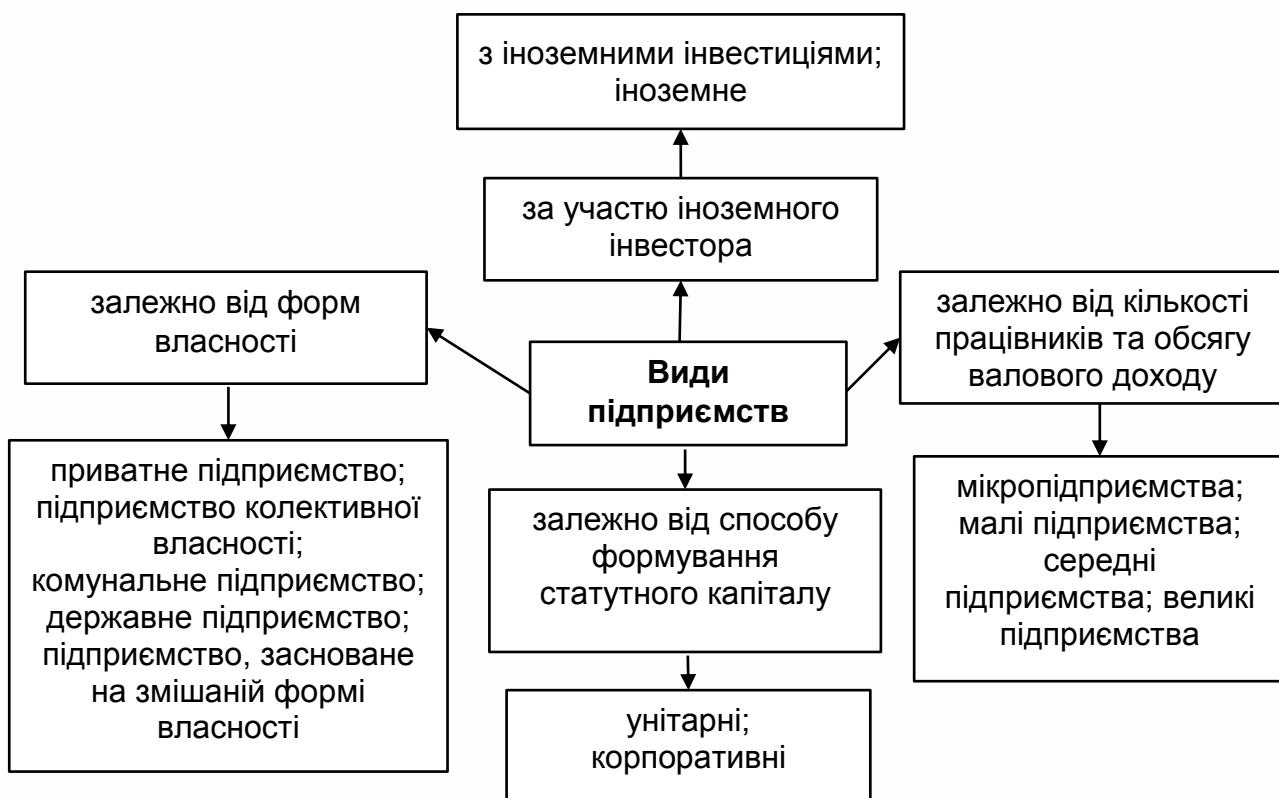 з іноземними інвестиціями;
іноземне
за участю іноземного
інвестора
залежно від форм
власності
Види
підприємств
залежно від кількості
працівників та обсягу
валового доходу
приватне підприємство;
підприємство колективної
власності;
комунальне підприємство;
державне підприємство;
підприємство, засноване
на змішаній формі
власності
залежно від способу
формування
статутного капіталу
мікропідприємства;
малі підприємства;
середні
підприємства; великі
підприємства
унітарні;
корпоративні